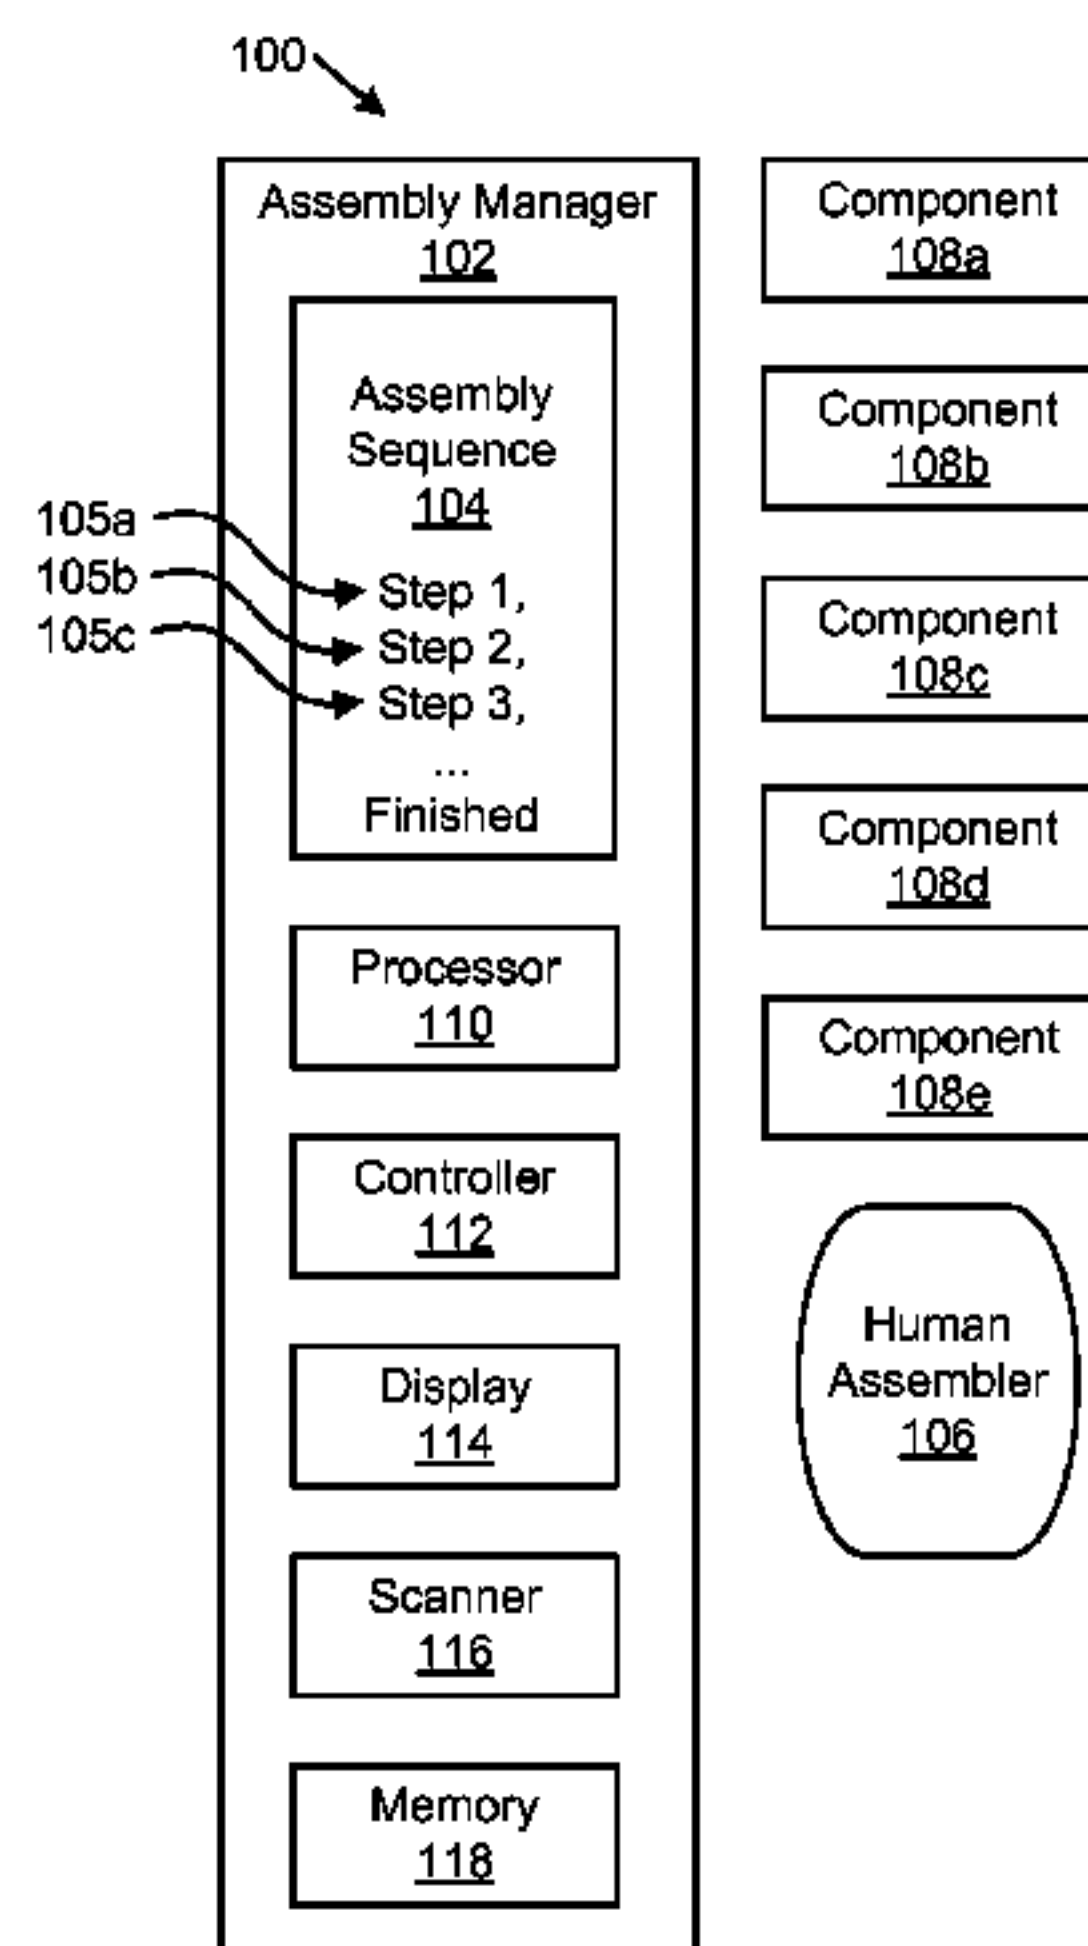 100
Assembly Manager
102
Assembly
Sequence
104
105a
105b
105c
Step 1,
Step 2,
Step 3,
...
Finished
Processor
110
Controller
112
Display
114
Scanner
116
Memory
118
Component
108a
Component
108b
Component
108c
Component
108d
Component
108e
Human
Assembler
106